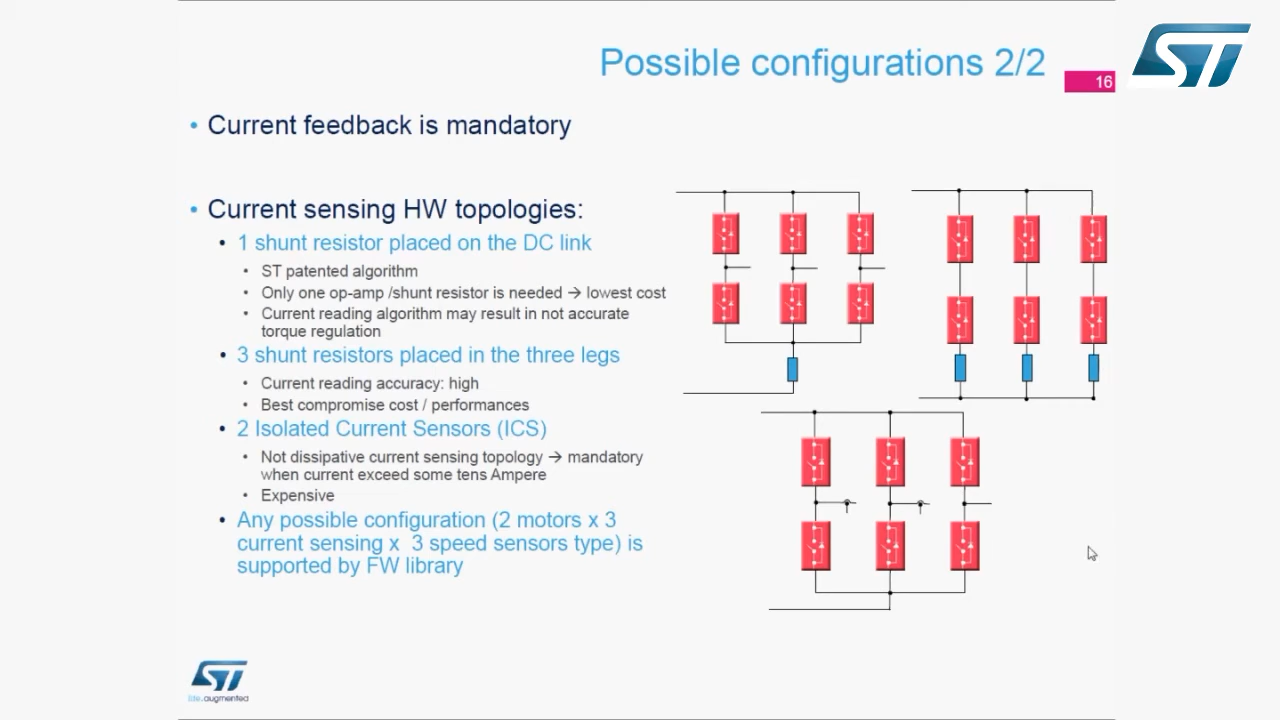 ST
Possible configurations 2/2
16
• Current feedback is mandatory
• Current sensing HW topologies:
• 1 shunt resistor placed on the DC link
• ST patented algorithm
• Only one op-amp /shunt resistor is needed → lowest cost
• Current reading algorithm may result in not accurate
torque regulation
• 3 shunt resistors placed in the three legs
• Current reading accuracy: high
• Best compromise cost / performances
• 2 Isolated Current Sensors (ICS)
• Not dissipative current sensing topology → mandatory
when current exceed some tens Ampere
• Expensive
• Any possible configuration (2 motors x 3
current sensing x 3 speed sensors type) is
supported by FW library
ST
life.augmented